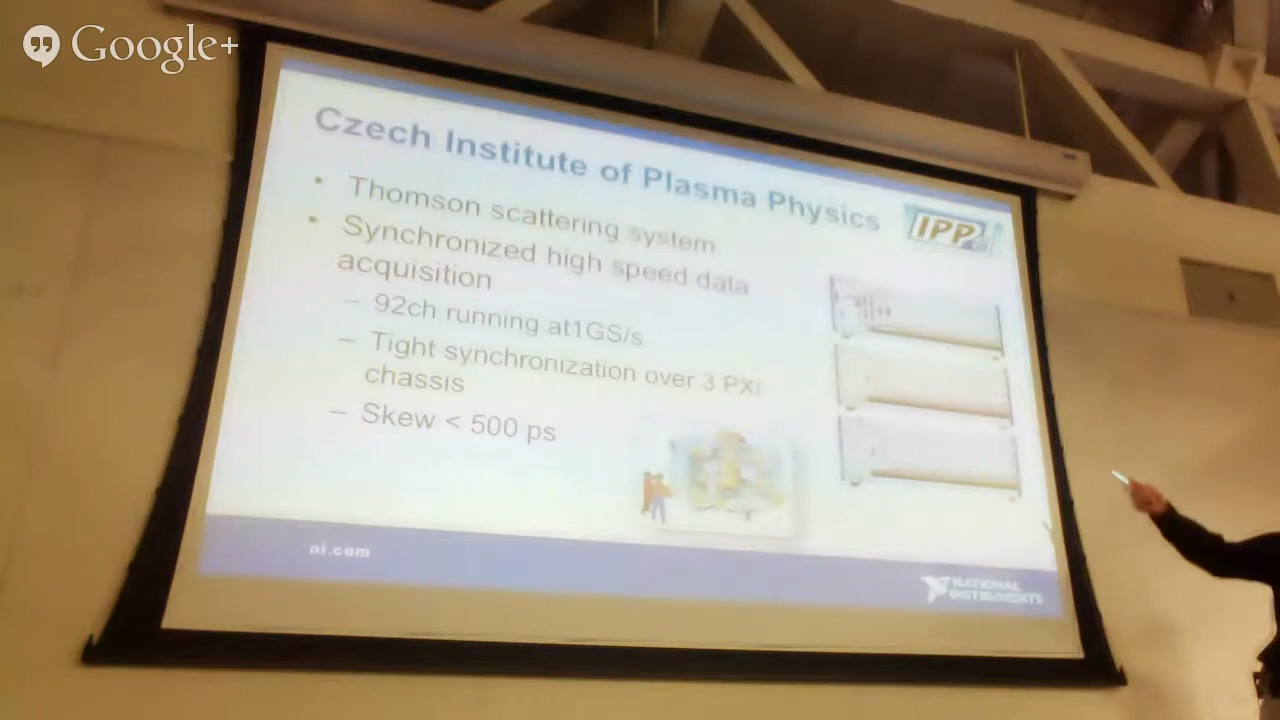 Google+
Czech Institute of Plasma Physics
IPP
• Thomson scattering system
• Synchronized high speed data
acquisition
– 92ch running at1GS/s
– Tight synchronization over 3 PXI
chassis
– Skew < 500 ps
ni.com
NATIONAL
INSTRUMENTS